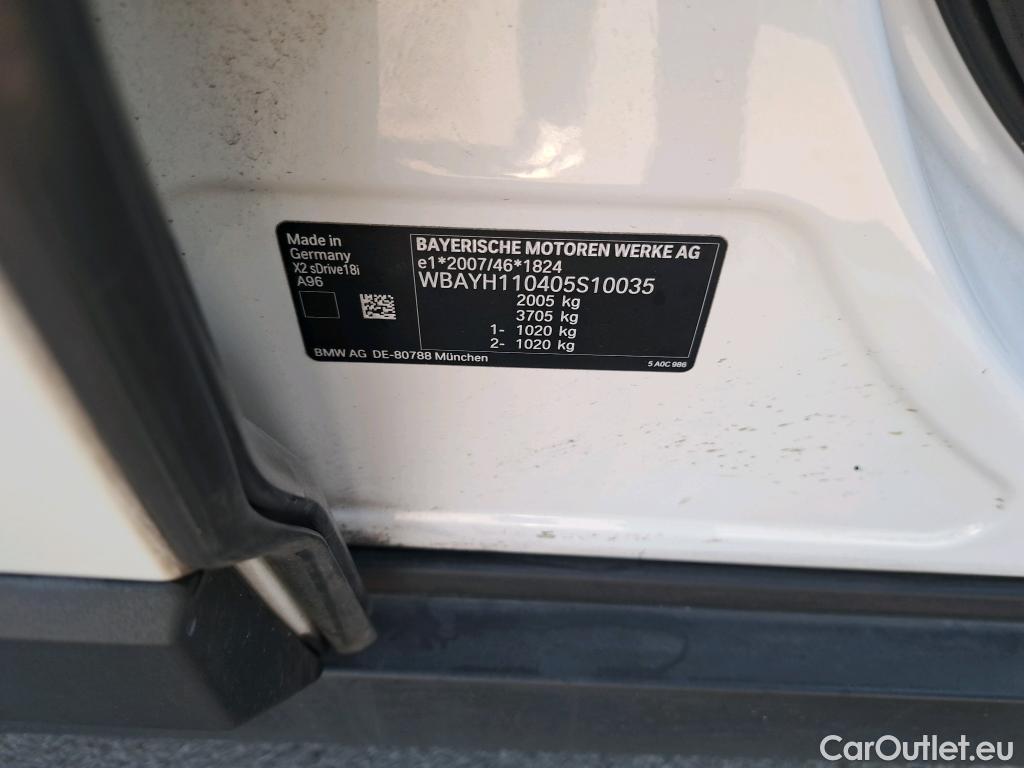 Made in
Germany
X2 sDrive18i
A96
BAYERISCHE MOTOREN WERKE AG
e1*2007/46*1824
WBAYH110405S10035
2005 kg
3705 kg
1- 1020 kg
2- 1020 kg
BMW AG DE-80788 München
5 A0C 986
CarOutlet.eu